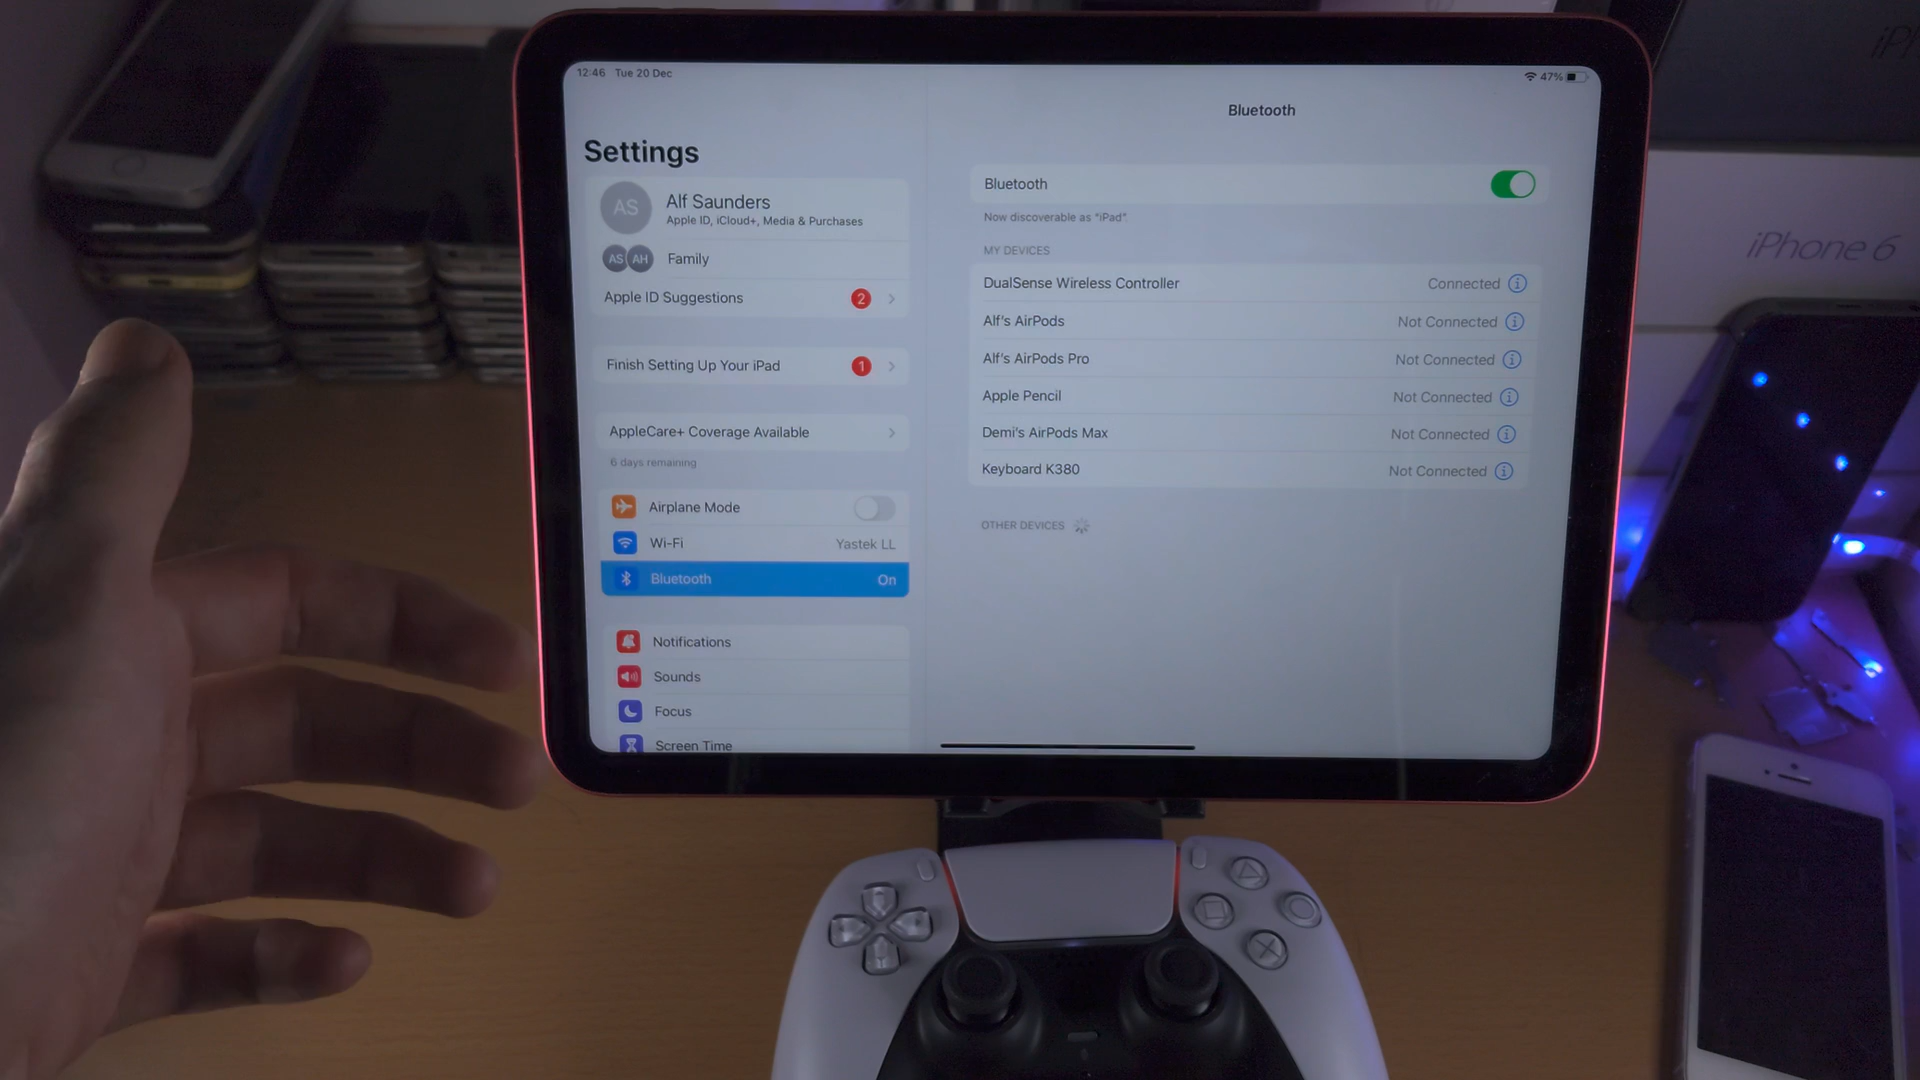 12:46 Tue 20 Dec
47%
Settings
AS
Alf Saunders
Apple ID, iCloud+, Media & Purchases
AS AH Family
Apple ID Suggestions 2
Finish Setting Up Your iPad 1
AppleCare+ Coverage Available
6 days remaining
Airplane Mode
Wi-Fi Yastek LL
Bluetooth On
Notifications
Sounds
Focus
Screen Time
Bluetooth
Bluetooth
Now discoverable as "iPad".
MY DEVICES
DualSense Wireless Controller Connected
Alf's AirPods Not Connected
Alf's AirPods Pro Not Connected
Apple Pencil Not Connected
Demi's AirPods Max Not Connected
Keyboard K380 Not Connected
OTHER DEVICES
iPhone 6